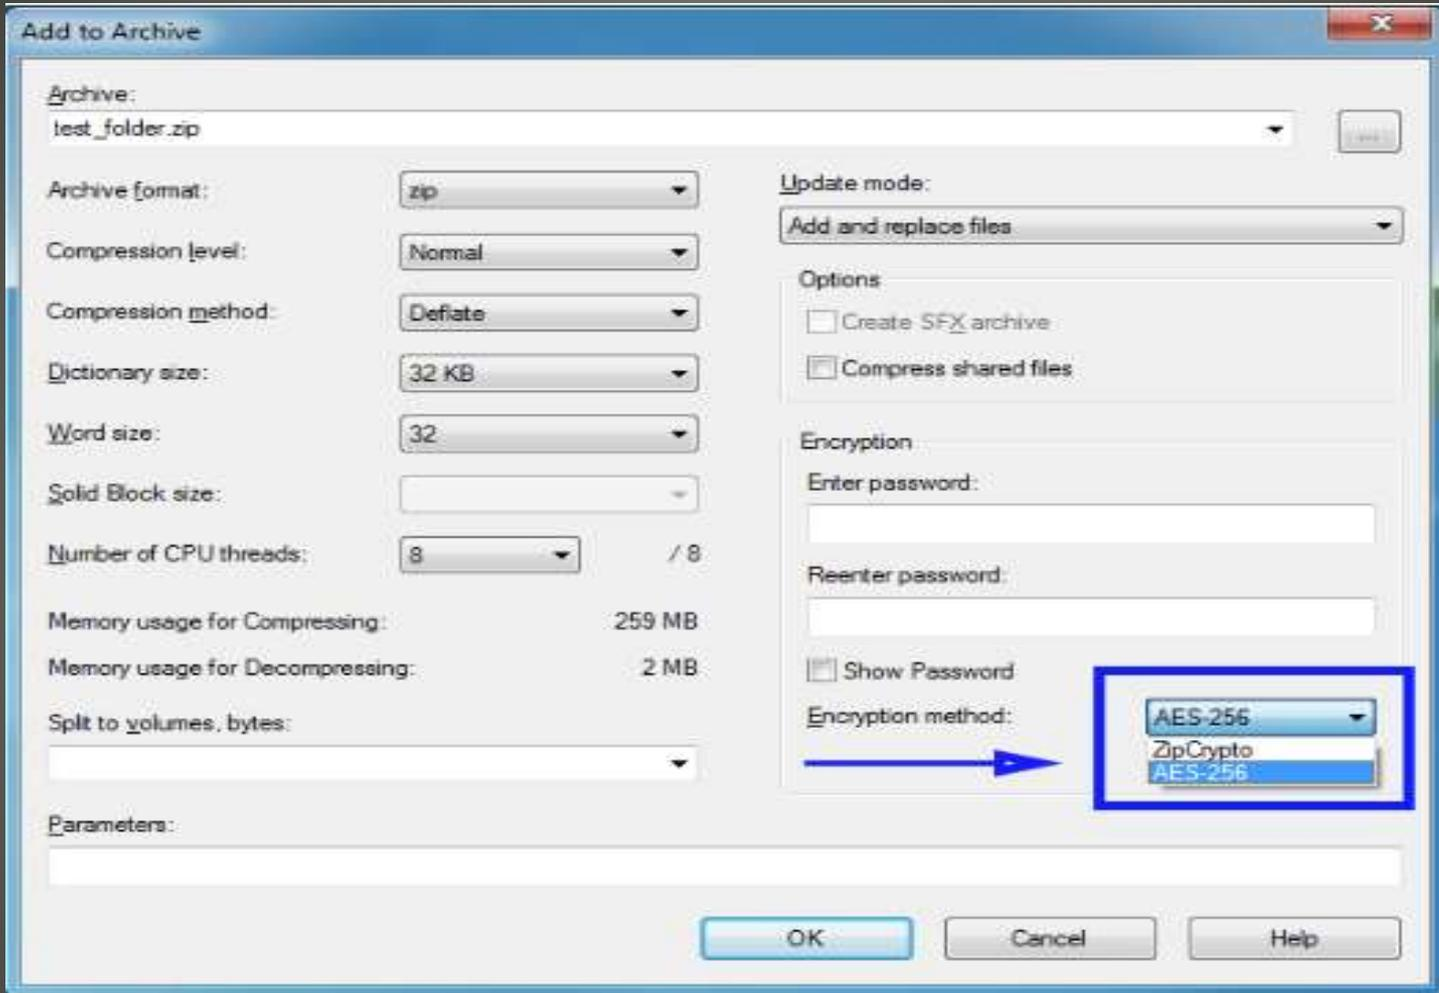 Add to Archive
Archive:
test_folder.zip
...
Archive format:
zip
Compression level:
Normal
Compression method:
Deflate
Dictionary size:
32 KB
Word size:
32
Solid Block size:
Number of CPU threads:
8
/ 8
Memory usage for Compressing:
259 MB
Memory usage for Decompressing:
2 MB
Split to volumes, bytes:
Update mode:
Add and replace files
Options
Create SFX archive
Compress shared files
Encryption
Enter password:
Reenter password:
Show Password
Encryption method:
AES-256
ZipCrypto
AES-256
Parameters:
OK
Cancel
Help